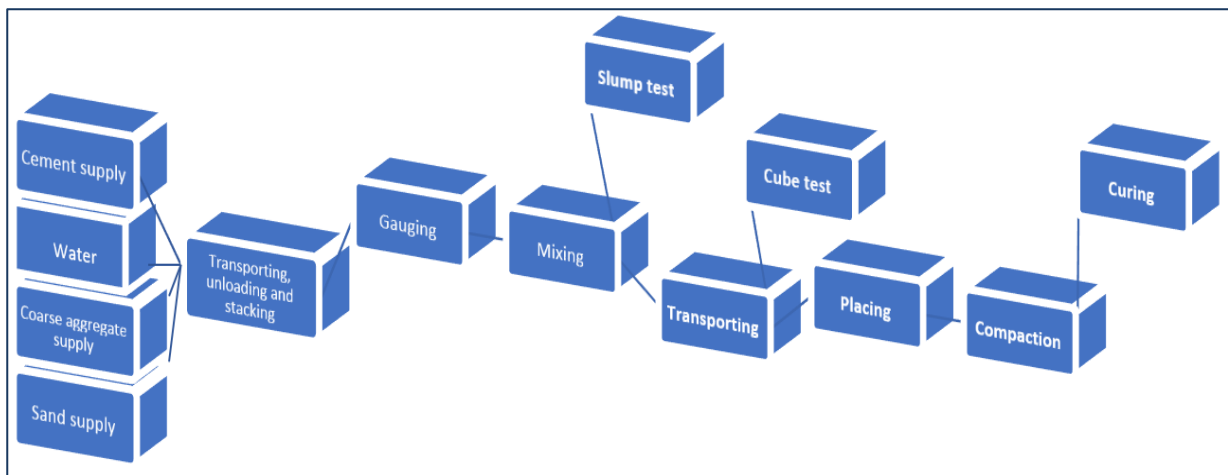 Cement supply
Water
Coarse aggregate
supply
Sand supply
Transporting,
unloading and
stacking
Gauging
Mixing
Slump test
Transporting
Cube test
Placing
Compaction
Curing